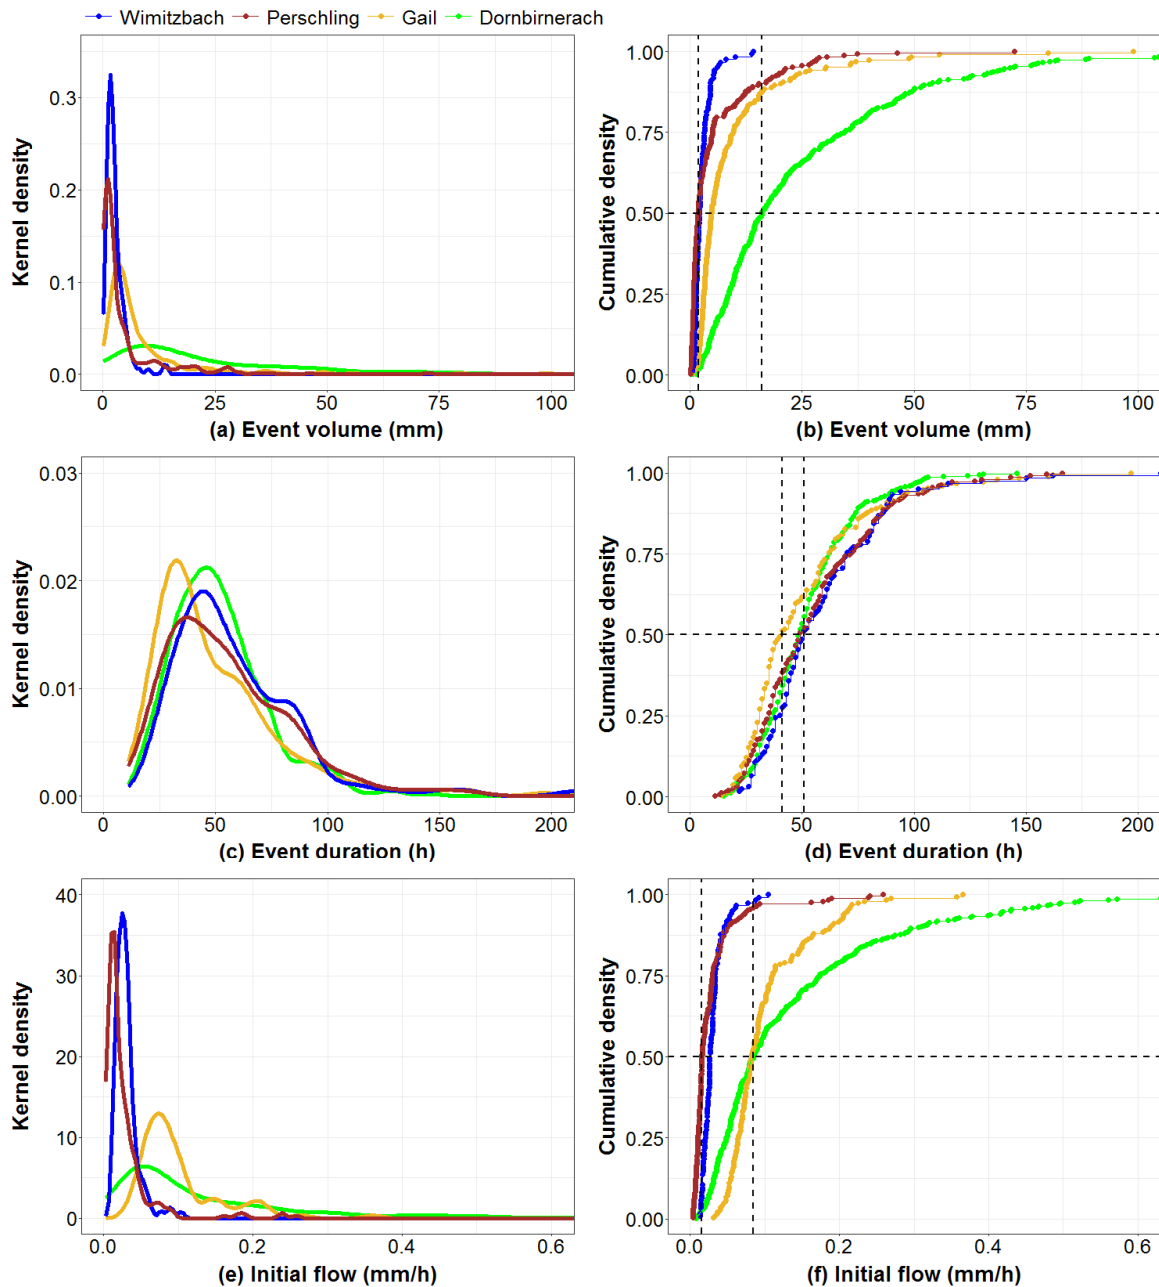 Wimitzbach Perschling Gail Dornbirnerach
Kernel density
0.3
0.2
0.1
0.0
0 25 50 75 100
(a) Event volume (mm)
Cumulative density
1.00
0.75
0.50
0.25
0.00
0 25 50 75 100
(b) Event volume (mm)
Kernel density
0.03
0.02
0.01
0.00
0 50 100 150 200
(c) Event duration (h)
Cumulative density
1.00
0.75
0.50
0.25
0.00
0 50 100 150 200
(d) Event duration (h)
Kernel density
40
30
20
10
0
0.0 0.2 0.4 0.6
(e) Initial flow (mm/h)
Cumulative density
1.00
0.75
0.50
0.25
0.00
0.0 0.2 0.4 0.6
(f) Initial flow (mm/h)